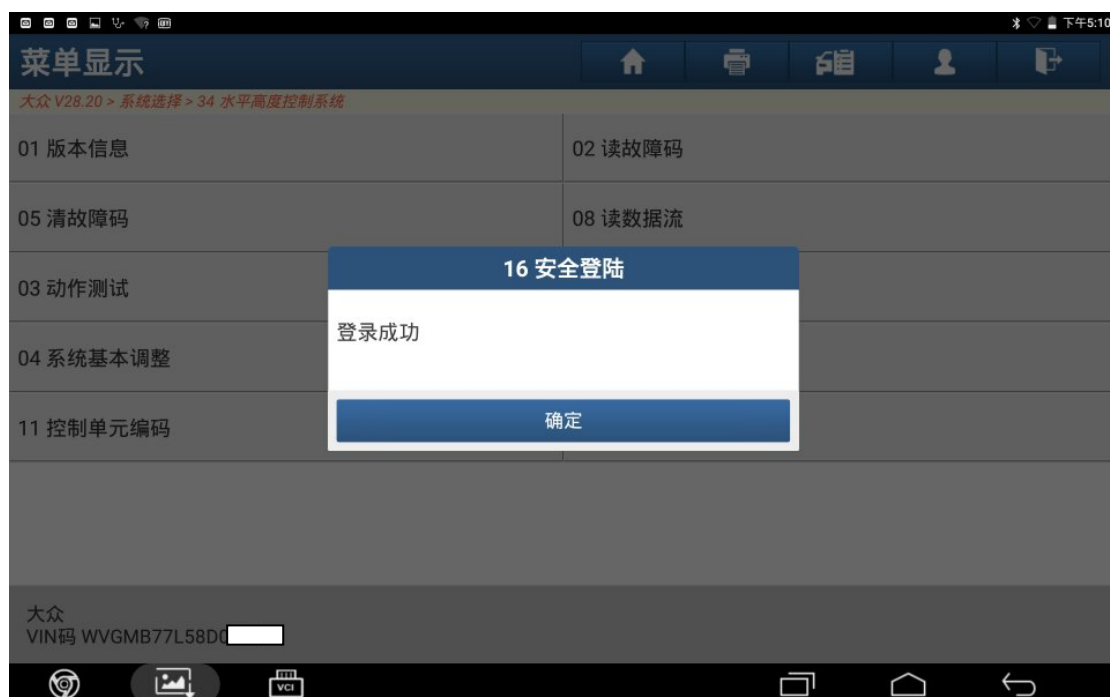 下午5:10
菜单显示
大众 V28.20 > 系统选择 > 34 水平高度控制系统
01 版本信息
02 读故障码
05 清故障码
08 读数据流
16 安全登陆
03 动作测试
登录成功
04 系统基本调整
确定
11 控制单元编码
大众
VIN码 WVGMB77L58D0
VCI